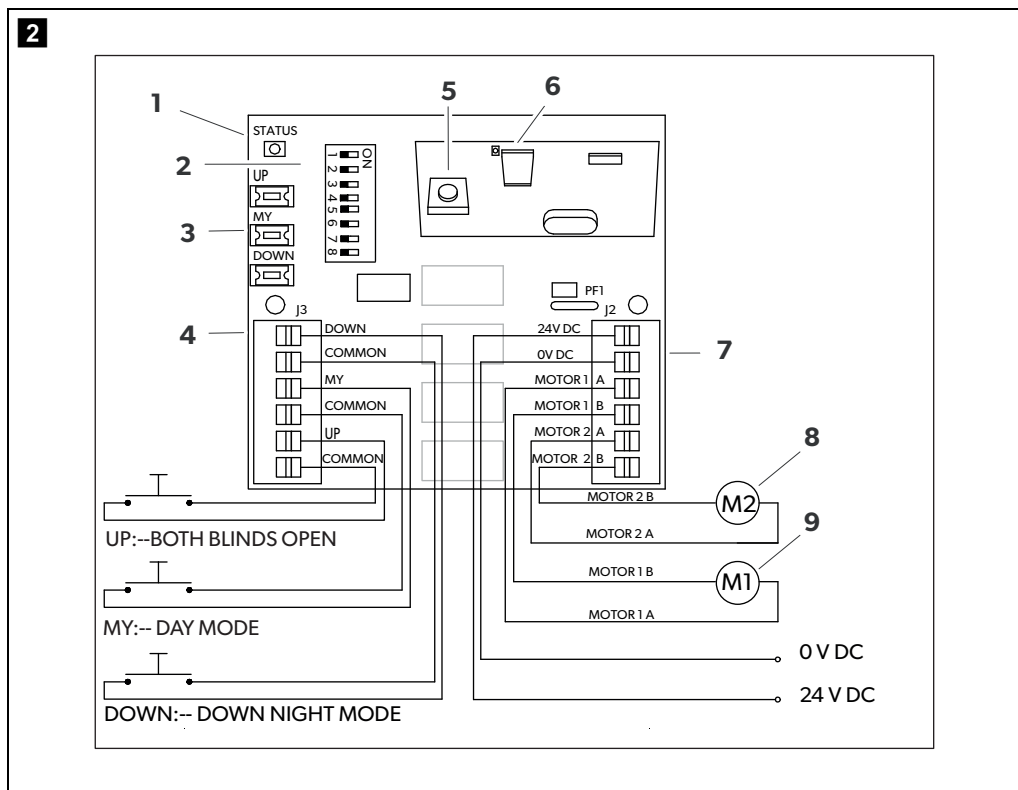 2
1
5
6
STATUS
2
ON
1
2
3
4
5
6
7
8
UP
3
MY
DOWN
PF1
4
J3
J2
7
DOWN
COMMON
MY
COMMON
UP
COMMON
24V DC
0V DC
MOTOR 1 A
MOTOR 1 B
MOTOR 2 A
MOTOR 2 B
8
MOTOR 2 B
M2
MOTOR 2 A
9
MOTOR 1 B
M1
MOTOR 1 A
UP:--BOTH BLINDS OPEN
MY:-- DAY MODE
DOWN:-- DOWN NIGHT MODE
0 V DC
24 V DC